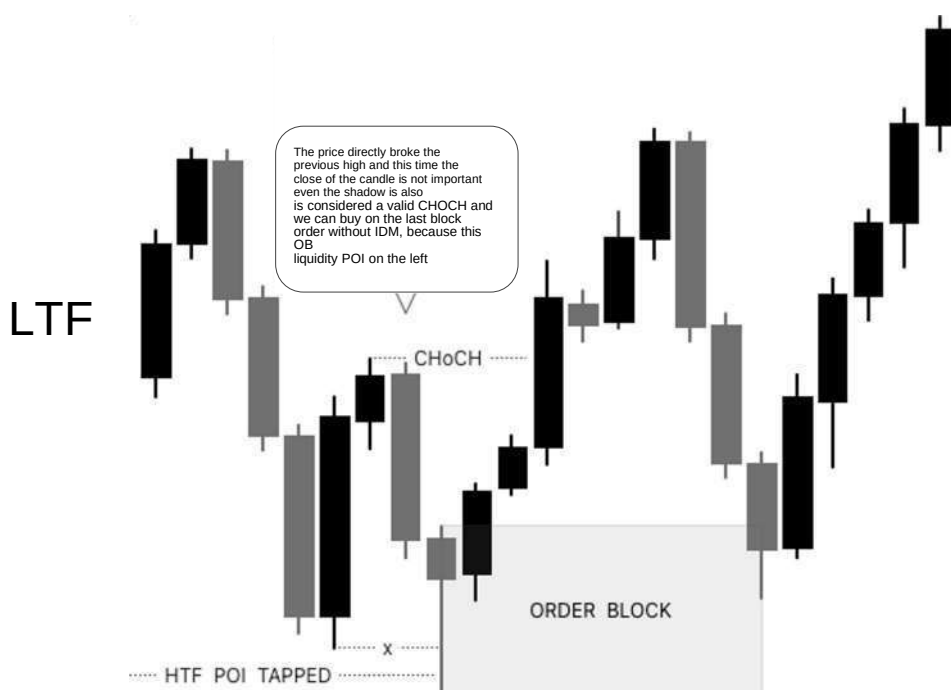 The price directly broke the
previous high and this time the
close of the candle is not important
even the shadow is also
is considered a valid CHOCH and
we can buy on the last block
order without IDM, because this
OB
liquidity POI on the left
LTF
CHoCH
ORDER BLOCK
x
HTF POI TAPPED